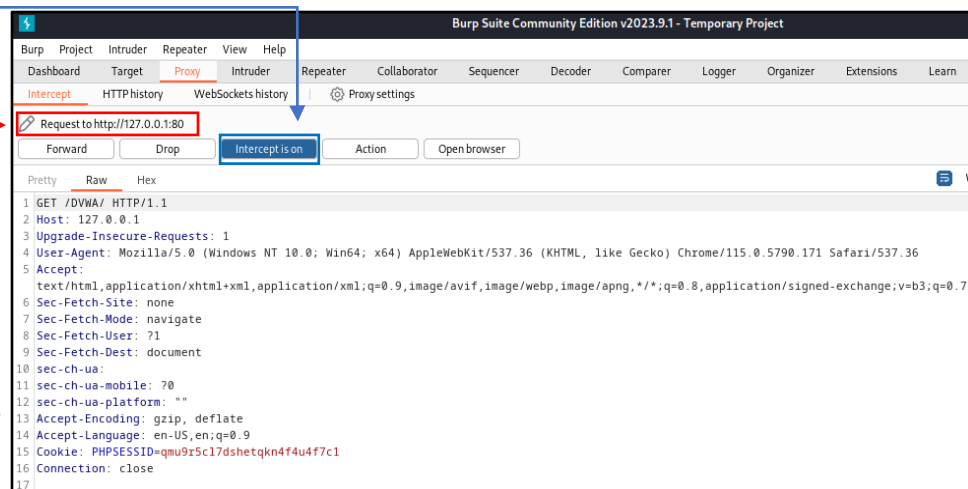 Burp Suite Community Edition v2023.9.1 - Temporary Project
Burp Project Intruder Repeater View Help
Dashboard Target Proxy Intruder Repeater Collaborator Sequencer Decoder Comparer Logger Organizer Extensions Learn
Intercept HTTP history WebSockets history Proxy settings
Request to http://127.0.0.1:80
Forward Drop Intercept is on Action Open browser
Pretty Raw Hex
1 GET /DVWA/ HTTP/1.1
2 Host: 127.0.0.1
3 Upgrade-Insecure-Requests: 1
4 User-Agent: Mozilla/5.0 (Windows NT 10.0; Win64; x64) AppleWebKit/537.36 (KHTML, like Gecko) Chrome/115.0.5790.171 Safari/537.36
5 Accept:
text/html,application/xhtml+xml,application/xml;q=0.9,image/avif,image/webp,image/apng,*/*;q=0.8,application/signed-exchange;v=b3;q=0.7
6 Sec-Fetch-Site: none
7 Sec-Fetch-Mode: navigate
8 Sec-Fetch-User: ?1
9 Sec-Fetch-Dest: document
10 sec-ch-ua:
11 sec-ch-ua-mobile: ?0
12 sec-ch-ua-platform: ""
13 Accept-Encoding: gzip, deflate
14 Accept-Language: en-US,en;q=0.9
15 Cookie: PHPSESSID=qmu9r5cl7dshetqkn4f4u4f7c1
16 Connection: close
17